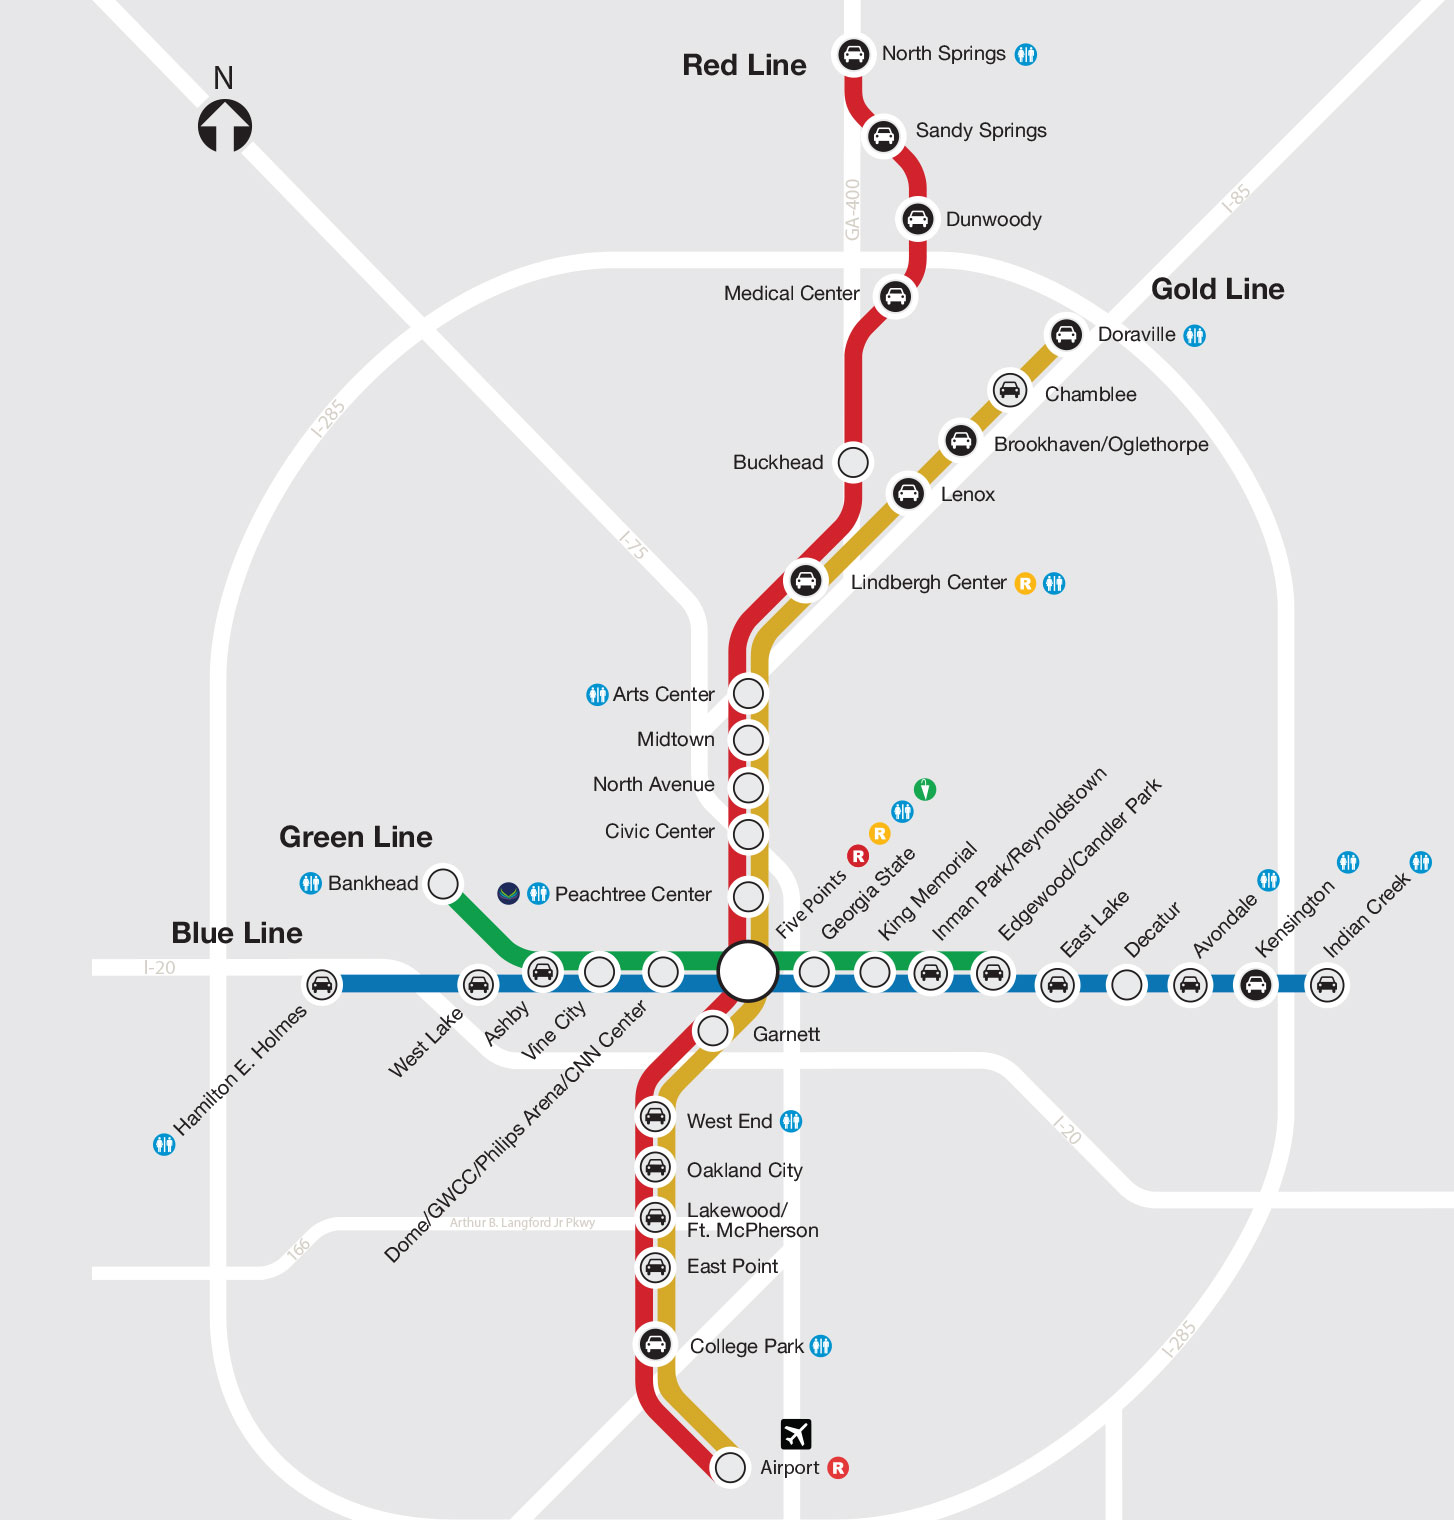 N
Red Line
North Springs
Sandy Springs
GA-400
Dunwoody
I-85
Medical Center
Gold Line
Doraville
Chamblee
I-285
Brookhaven/Oglethorpe
Buckhead
Lenox
I-75
Lindbergh Center
R
Arts Center
Midtown
North Avenue
Civic Center
Green Line
Bankhead
Peachtree Center
Five Points
R
R
Georgia State
King Memorial
Inman Park/Reynoldstown
Edgewood/Candler Park
East Lake
Decatur
Avondale
Kensington
Indian Creek
Blue Line
I-20
Hamilton E. Holmes
West Lake
Ashby
Vine City
Dome/GWCC/Philips Arena/CNN Center
Garnett
West End
I-20
Oakland City
Lakewood/
Ft. McPherson
Arthur B. Langford Jr Pkwy
166
East Point
College Park
I-285
Airport
R